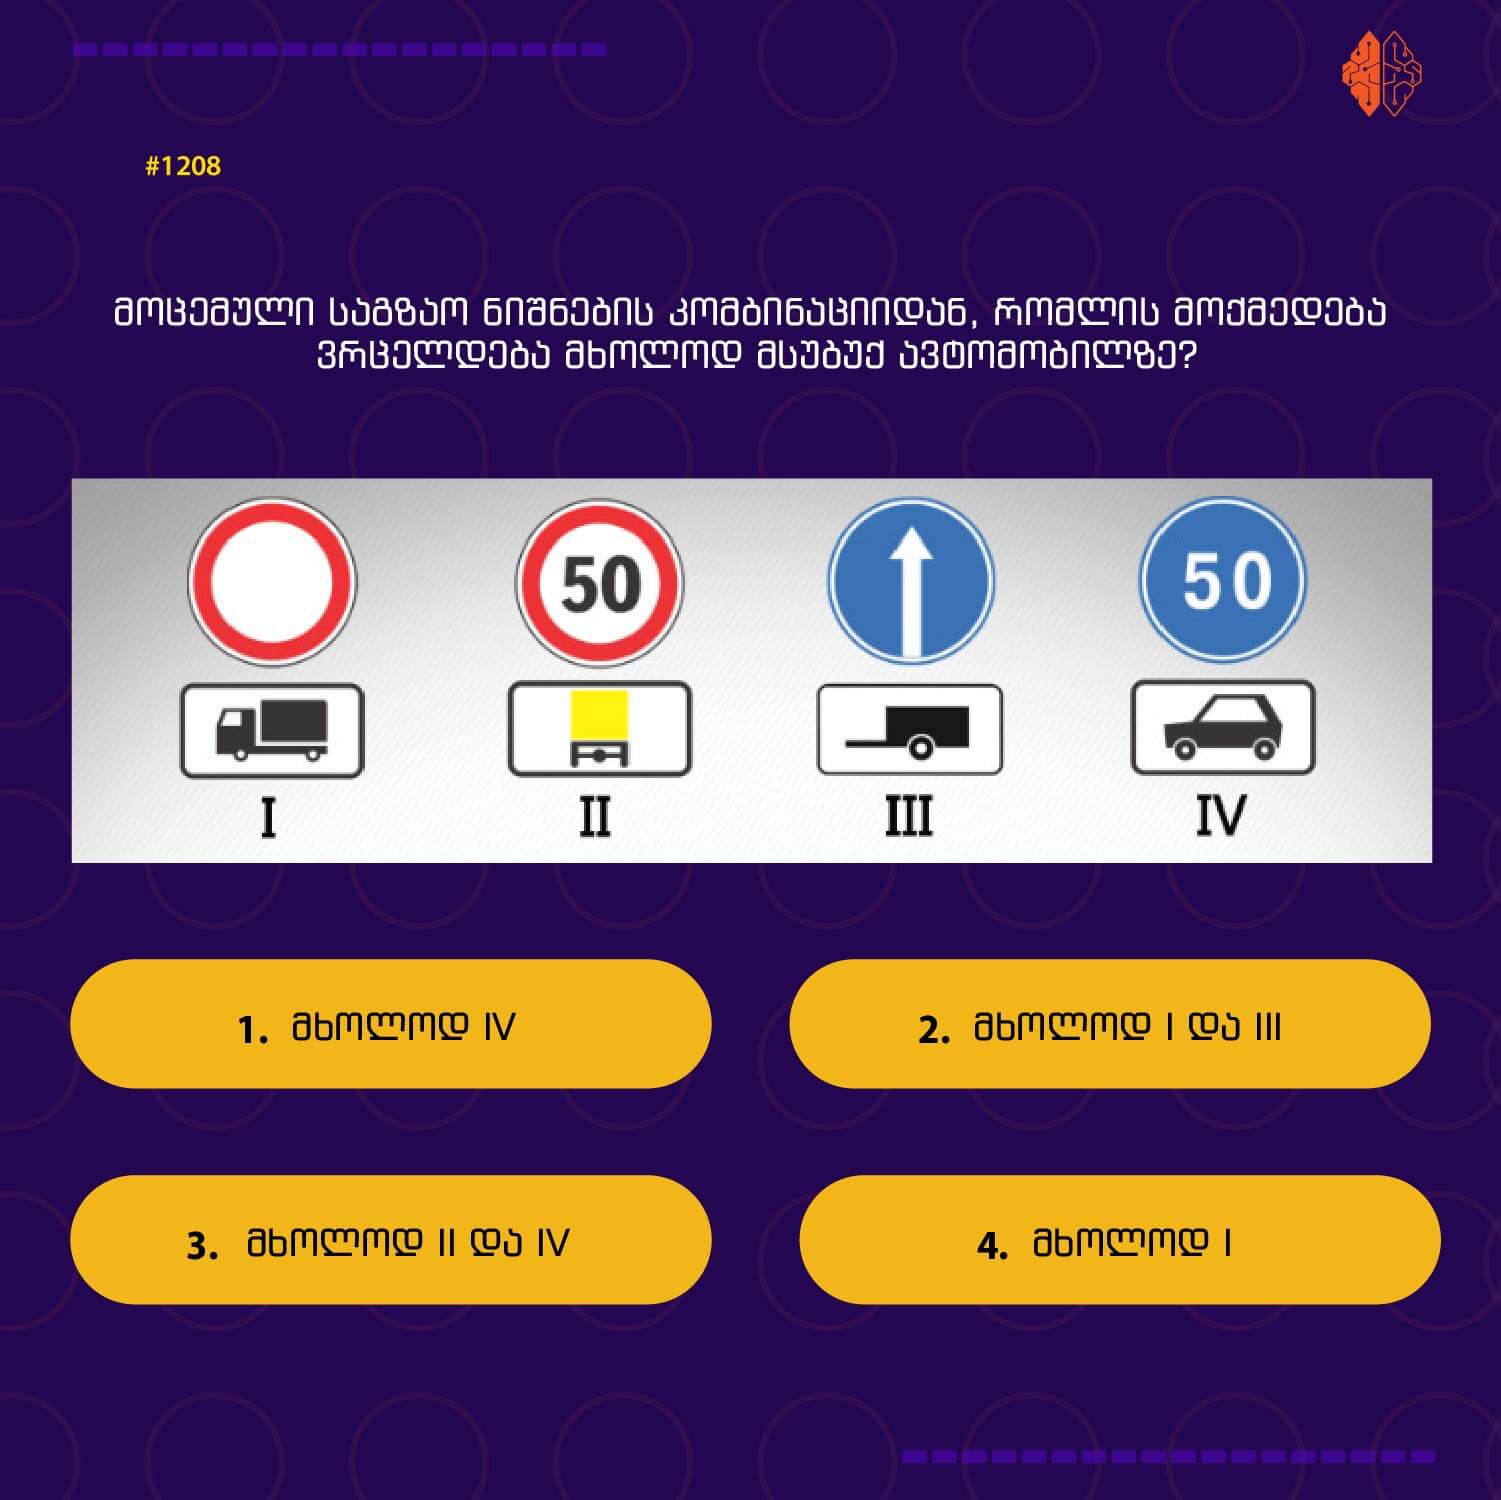 #1208
მოცემული საგზაო ნიშნების კომბინაციიდან, რომლის მოქმედება
ვრცელდება მხოლოდ მსუბუქ ავტომობილზე?
50
50
I
II
III
IV
1. მხოლოდ IV
2. მხოლოდ I და III
3. მხოლოდ II და IV
4. მხოლოდ I